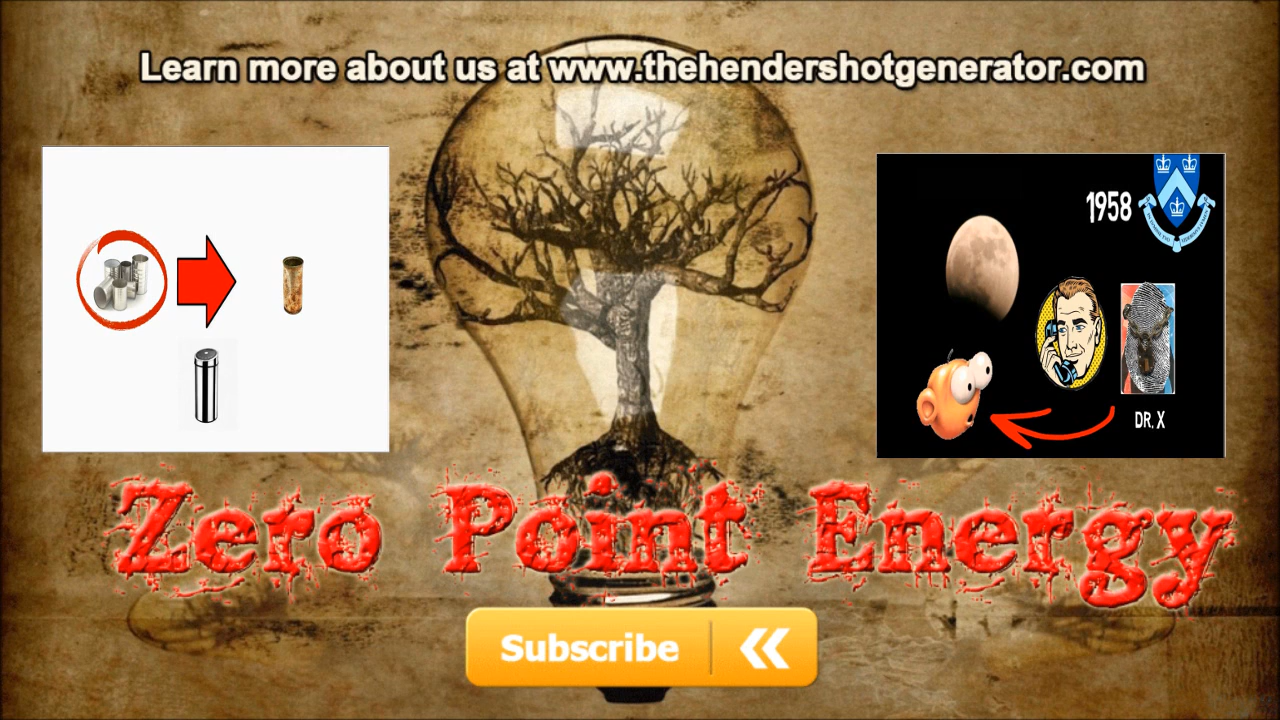 Learn more about us at www.thehendershotgenerator.com
1958
DR. X
Zero Point Energy
Subscribe